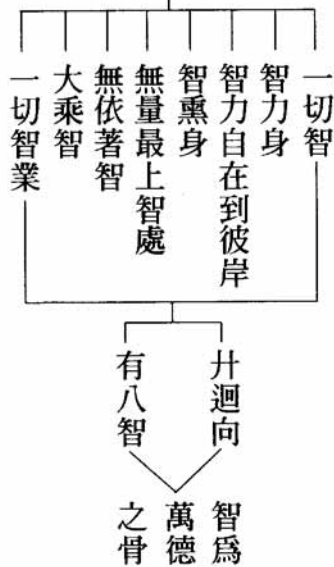 一切智
智力身
智力自在到彼岸
智熏身
無量最上智處
無依著智
大乘智
一切智業
廾迴向
有八智
智爲
萬德
之骨